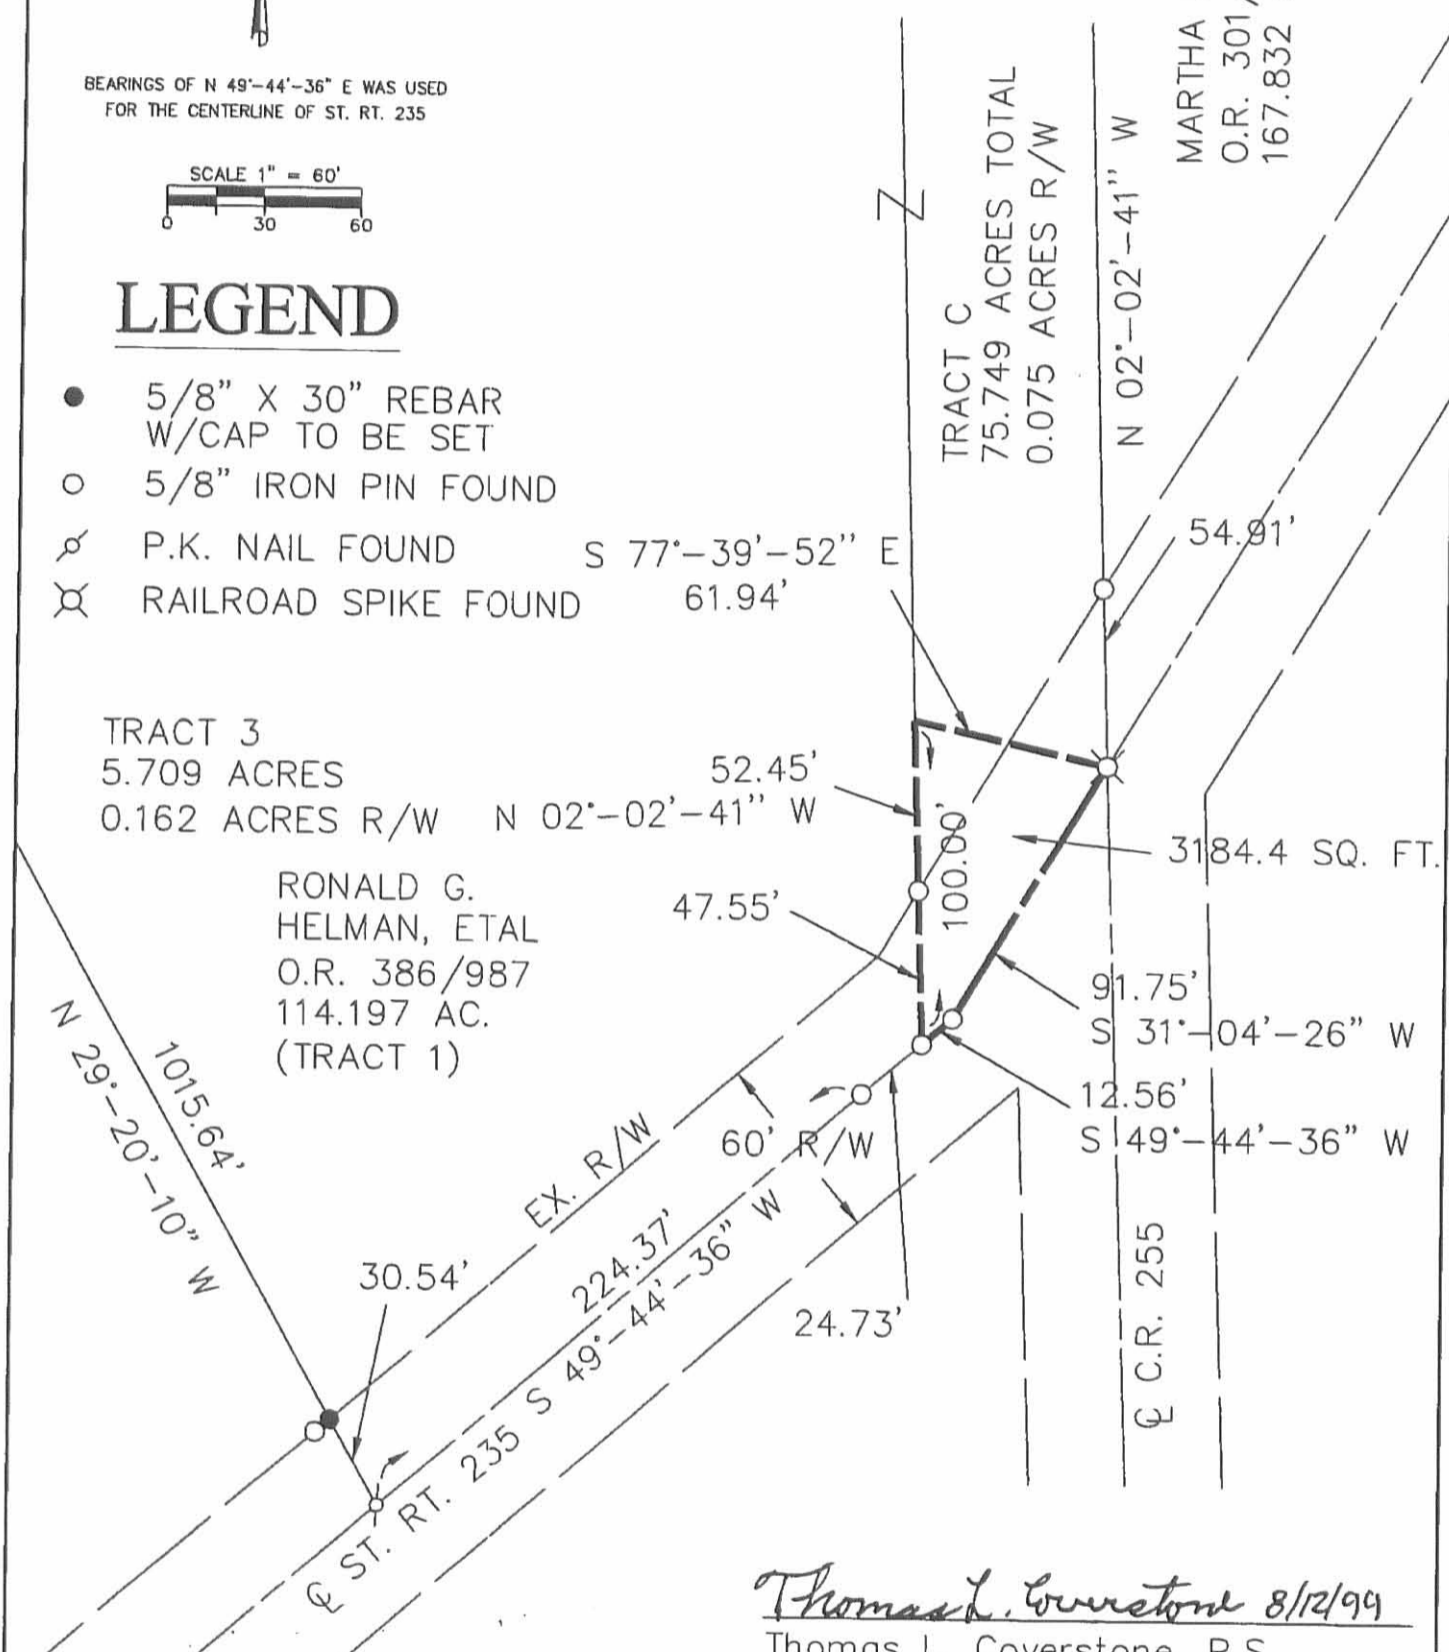 BEARINGS OF N 49°-44'-36" E WAS USED
FOR THE CENTERLINE OF ST. RT. 235
SCALE 1" = 60'
0 30 60
LEGEND
5/8" X 30" REBAR
W/CAP TO BE SET
5/8" IRON PIN FOUND
P.K. NAIL FOUND
RAILROAD SPIKE FOUND
MARTHA
O.R. 301
167.832
N 02°-02'-41" W
TRACT C
75.749 ACRES TOTAL
0.075 ACRES R/W
S 77°-39'-52" E
61.94'
54.91'
TRACT 3
5.709 ACRES
0.162 ACRES R/W
52.45'
N 02°-02'-41" W
100.00'
3184.4 SQ. FT.
RONALD G.
HELMAN, ETAL
O.R. 386/987
114.197 AC.
(TRACT 1)
47.55'
91.75'
S 31°-04'-26" W
12.56'
S 49°-44'-36" W
1015.64'
N 29°-20'-10" W
EX. R/W
60' R/W
30.54'
224.37'
℄ ST. RT. 235 S 49°-44'-36" W
24.73'
℄ C.R. 255
Thomas L. Coverstone 8/12/99
Thomas L. Coverstone, P.S.